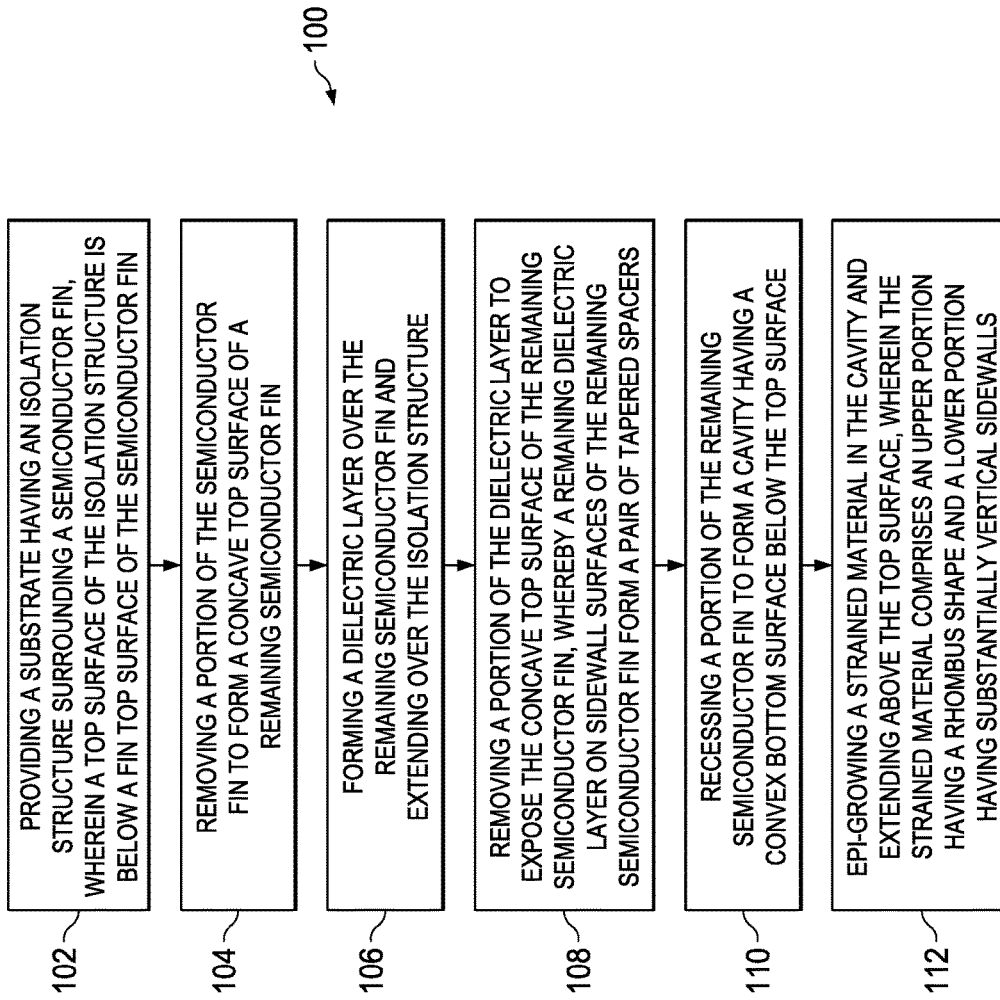 100
102
PROVIDING A SUBSTRATE HAVING AN ISOLATION
STRUCTURE SURROUNDING A SEMICONDUCTOR FIN,
WHEREIN A TOP SURFACE OF THE ISOLATION STRUCTURE IS
BELOW A FIN TOP SURFACE OF THE SEMICONDUCTOR FIN
104
REMOVING A PORTION OF THE SEMICONDUCTOR
FIN TO FORM A CONCAVE TOP SURFACE OF A
REMAINING SEMICONDUCTOR FIN
106
FORMING A DIELECTRIC LAYER OVER THE
REMAINING SEMICONDUCTOR FIN AND
EXTENDING OVER THE ISOLATION STRUCTURE
108
REMOVING A PORTION OF THE DIELECTRIC LAYER TO
EXPOSE THE CONCAVE TOP SURFACE OF THE REMAINING
SEMICONDUCTOR FIN, WHEREBY A REMAINING DIELECTRIC
LAYER ON SIDEWALL SURFACES OF THE REMAINING
SEMICONDUCTOR FIN FORM A PAIR OF TAPERED SPACERS
110
RECESSING A PORTION OF THE REMAINING
SEMICONDUCTOR FIN TO FORM A CAVITY HAVING A
CONVEX BOTTOM SURFACE BELOW THE TOP SURFACE
112
EPI-GROWING A STRAINED MATERIAL IN THE CAVITY AND
EXTENDING ABOVE THE TOP SURFACE, WHEREIN THE
STRAINED MATERIAL COMPRISES AN UPPER PORTION
HAVING A RHOMBUS SHAPE AND A LOWER PORTION
HAVING SUBSTANTIALLY VERTICAL SIDEWALLS